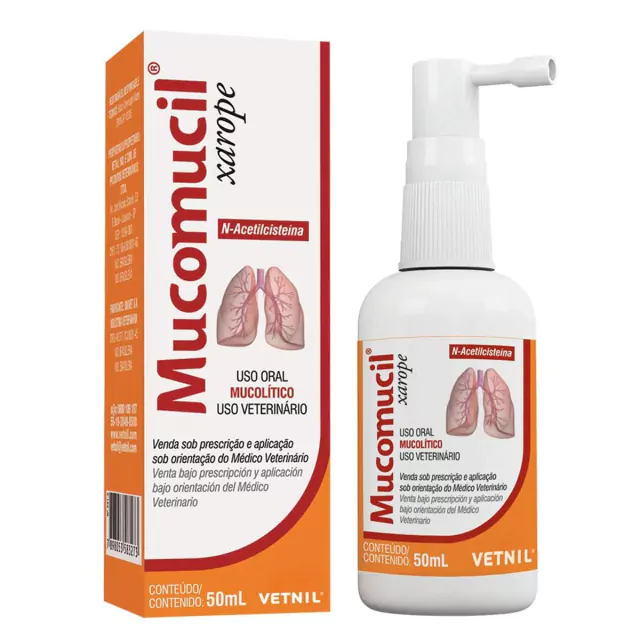 Mucomucil®
xarope
N-Acetilcisteína
USO ORAL
MUCOLÍTICO
USO VETERINÁRIO
Venda sob prescrição e aplicação
sob orientação do Médico Veterinário
Venta bajo prescripción y aplicación
bajo orientación del Médico
Veterinario
CONTEÚDO/
CONTENIDO: 50mL
VETNIL®
www.vetnil.com
Mucomucil®
xarope
N-Acetilcisteína
USO ORAL
MUCOLÍTICO
USO VETERINÁRIO
Venda sob prescrição e aplicação
sob orientação do Médico Veterinário
Venta bajo prescripción y aplicación
bajo orientación del Médico
Veterinario
CONTEÚDO/
CONTENIDO: 50mL
VETNIL®